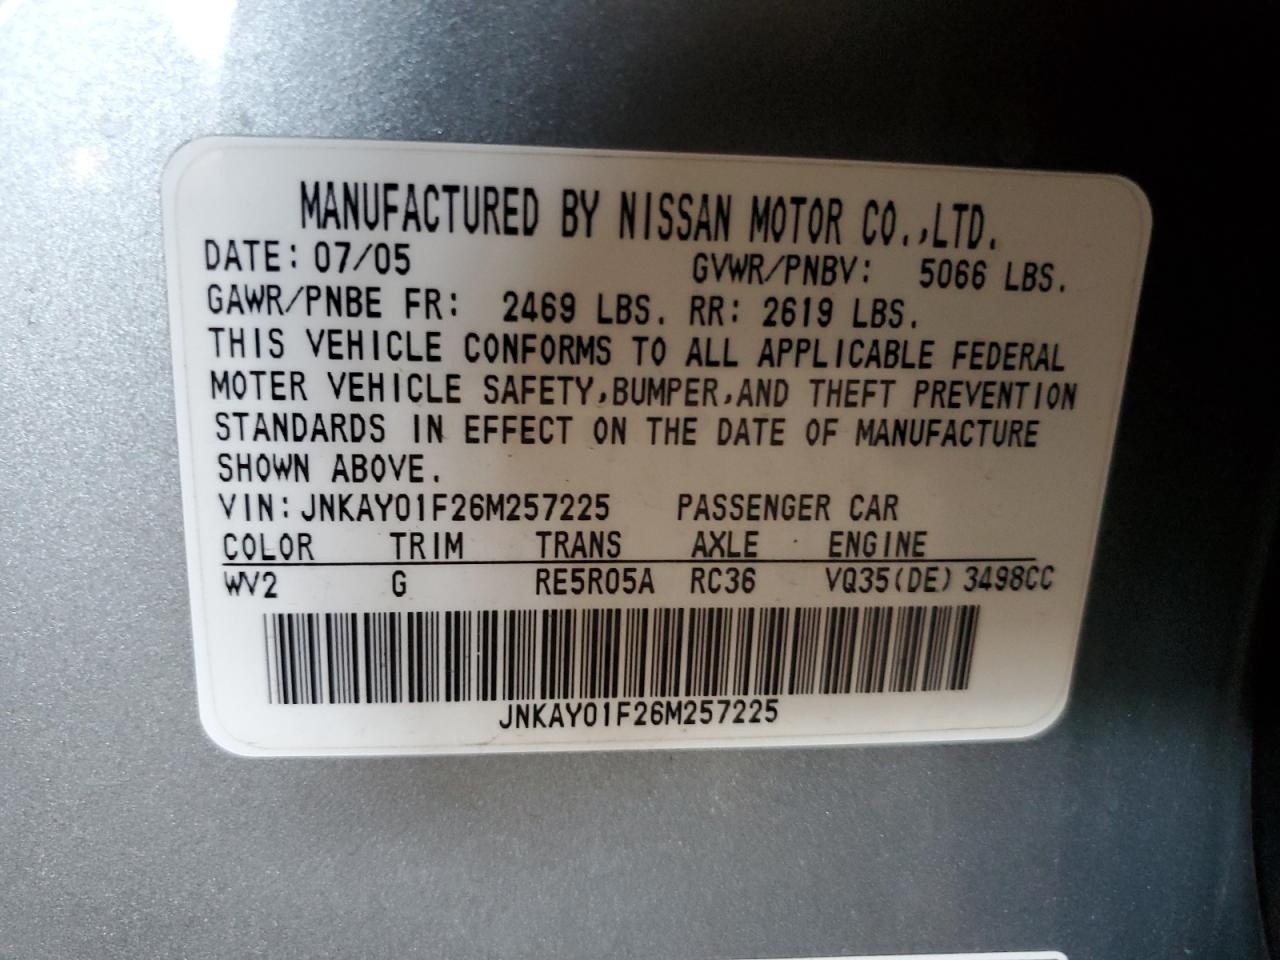 MANUFACTURED BY NISSAN MOTOR CO.,LTD.
DATE: 07/05 GVWR/PNBV: 5066 LBS.
GAWR/PNBE FR: 2469 LBS. RR: 2619 LBS.
THIS VEHICLE CONFORMS TO ALL APPLICABLE FEDERAL
MOTER VEHICLE SAFETY,BUMPER,AND THEFT PREVENTION
STANDARDS IN EFFECT ON THE DATE OF MANUFACTURE
SHOWN ABOVE.
VIN:JNKAY01F26M257225 PASSENGER CAR
COLOR TRIM TRANS AXLE ENGINE
WV2 G RE5R05A RC36 VQ35(DE) 3498CC
JNKAY01F26M257225